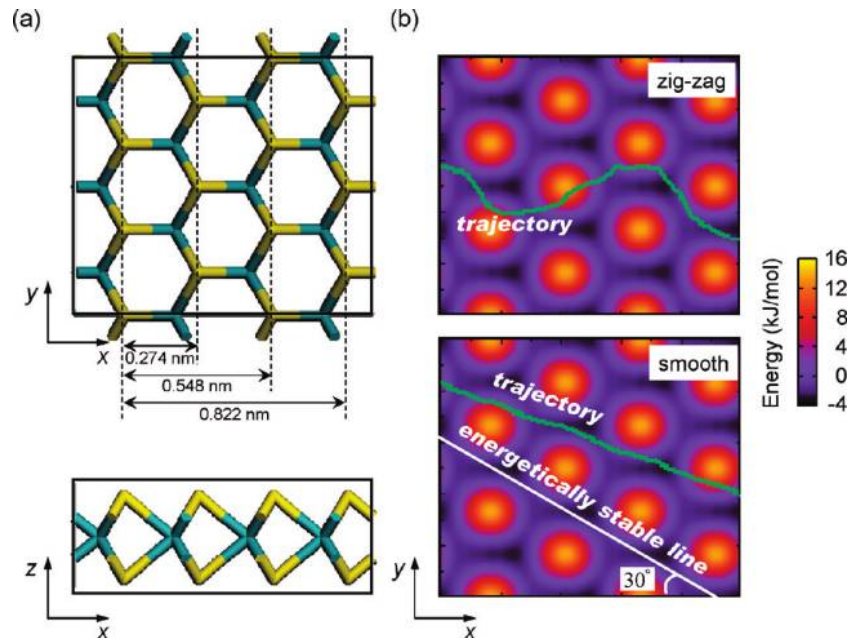 (a)
y
x
0.274 nm
0.548 nm
0.822 nm
z
x
(b)
zig-zag
trajectory
smooth
trajectory
energetically stable line
30°
y
x
Energy (kJ/mol)
16
12
8
4
0
-4